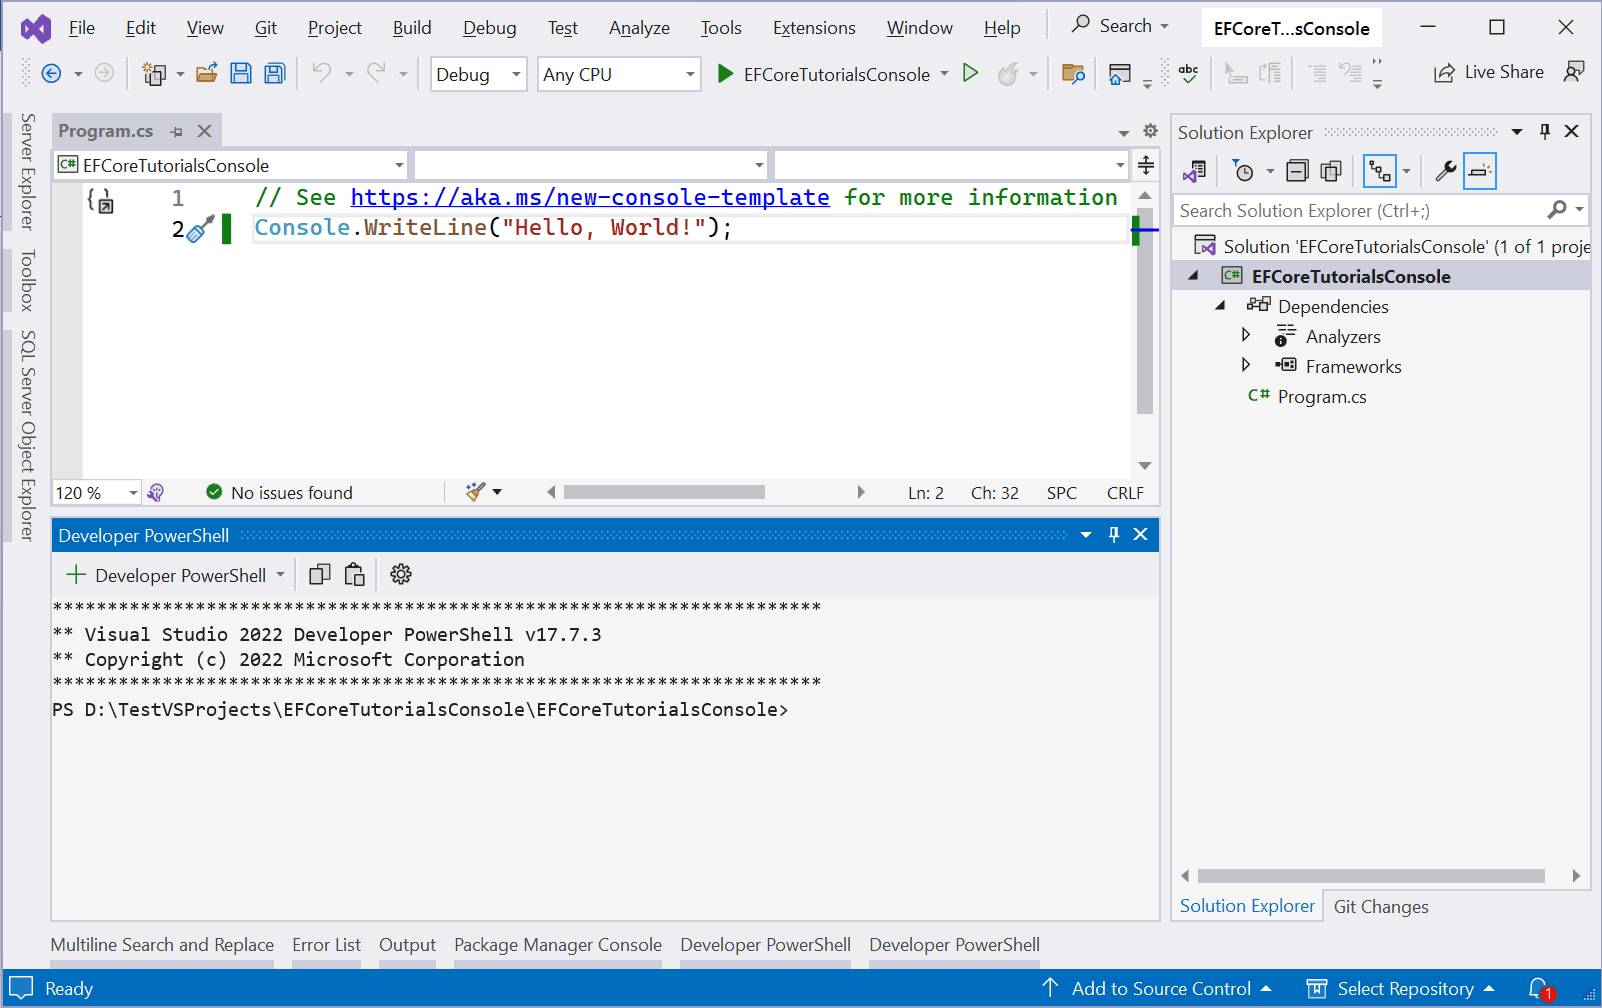 File Edit View Git Project Build Debug Test Analyze Tools Extensions Window Help Search EFCoreT...sConsole
Debug Any CPU EFCoreTutorialsConsole abc Live Share
Server Explorer
Toolbox
SQL Server Object Explorer
Program.cs
C# EFCoreTutorialsConsole
1 // See https://aka.ms/new-console-template for more information
2 Console.WriteLine("Hello, World!");
120 % No issues found Ln: 2 Ch: 32 SPC CRLF
Developer PowerShell
Developer PowerShell
**********************************************************************
** Visual Studio 2022 Developer PowerShell v17.7.3
** Copyright (c) 2022 Microsoft Corporation
**********************************************************************
PS D:\TestVSProjects\EFCoreTutorialsConsole\EFCoreTutorialsConsole>
Solution Explorer
Search Solution Explorer (Ctrl+;)
Solution 'EFCoreTutorialsConsole' (1 of 1 proje
C# EFCoreTutorialsConsole
Dependencies
Analyzers
Frameworks
C# Program.cs
Solution Explorer Git Changes
Multiline Search and Replace Error List Output Package Manager Console Developer PowerShell Developer PowerShell
Ready Add to Source Control Select Repository 1